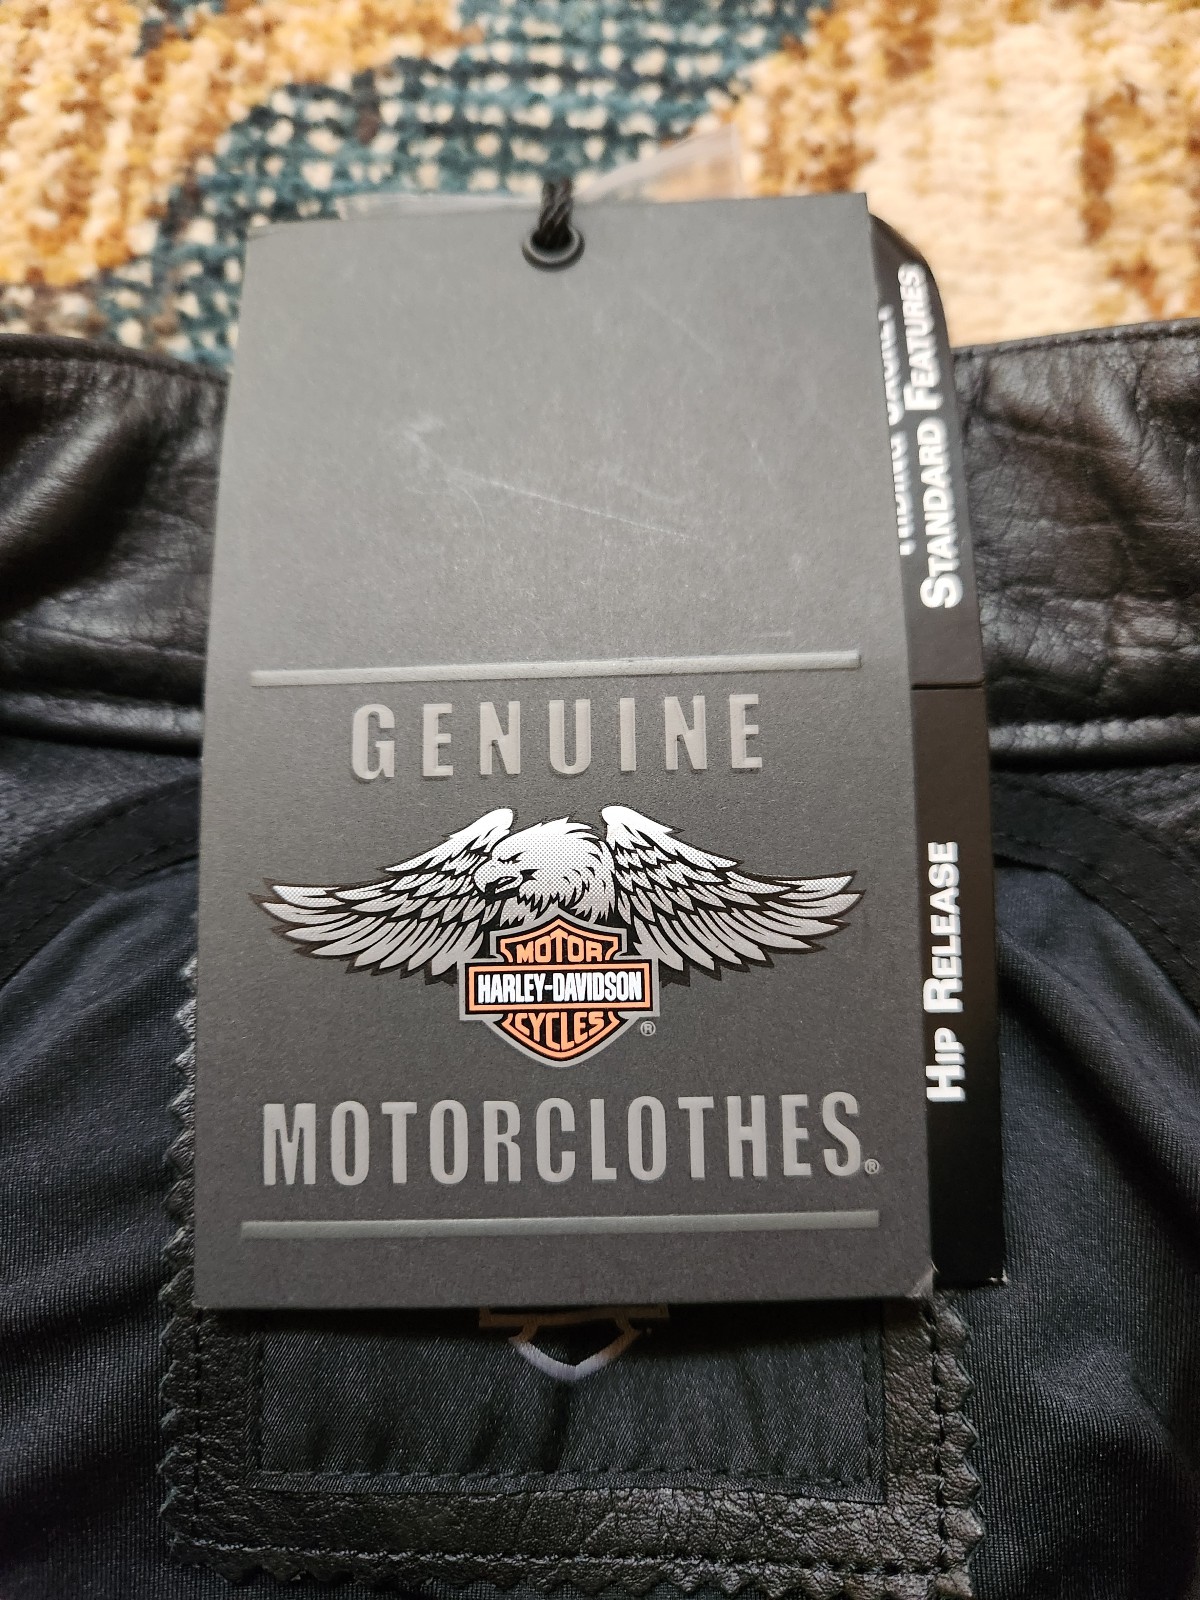 GENUINE
MOTOR
HARLEY-DAVIDSON
CYCLES
®
MOTORCLOTHES®
STANDARD FEATURES
HIP RELEASE